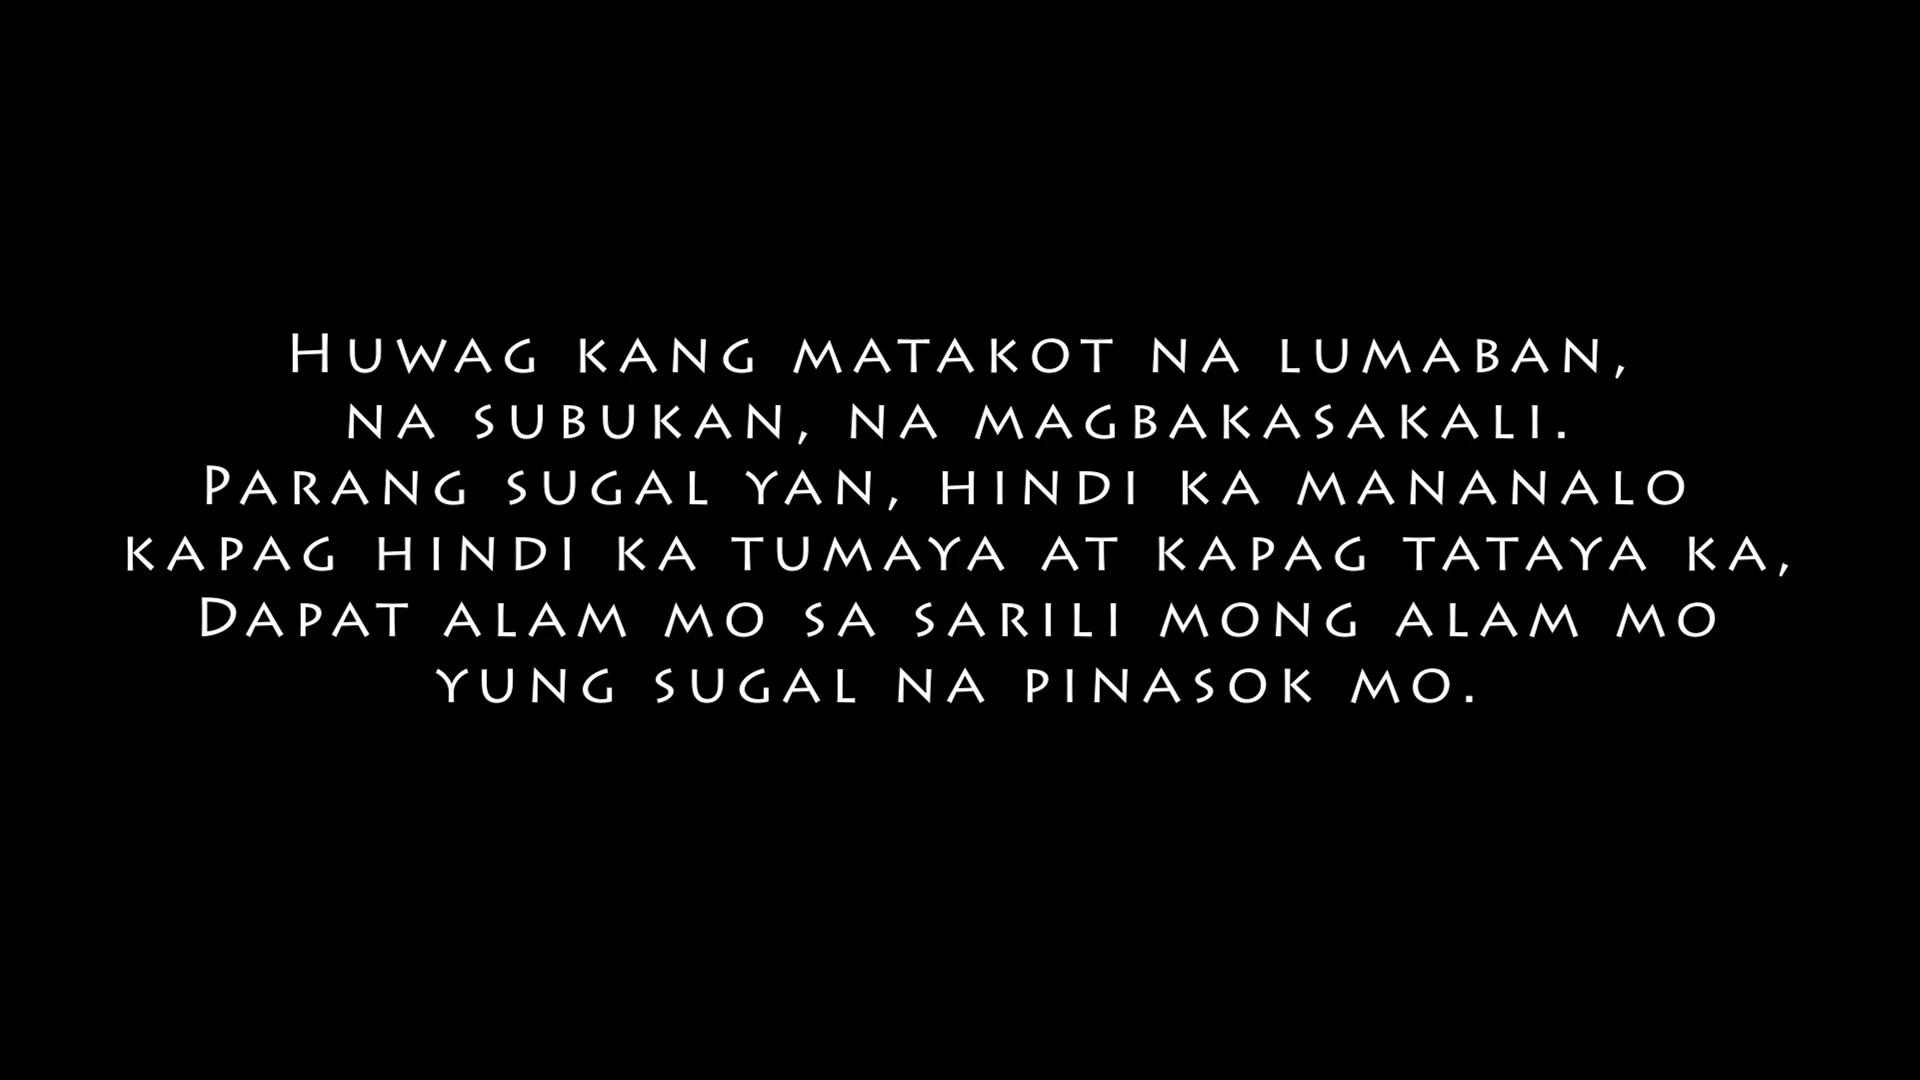 Huwag kang matakot na lumaban,
na subukan, na magbakasakali.
Parang sugal yan, hindi ka mananalo
kapag hindi ka tumaya at kapag tataya ka,
Dapat alam mo sa sarili mong alam mo
yung sugal na pinasok mo.